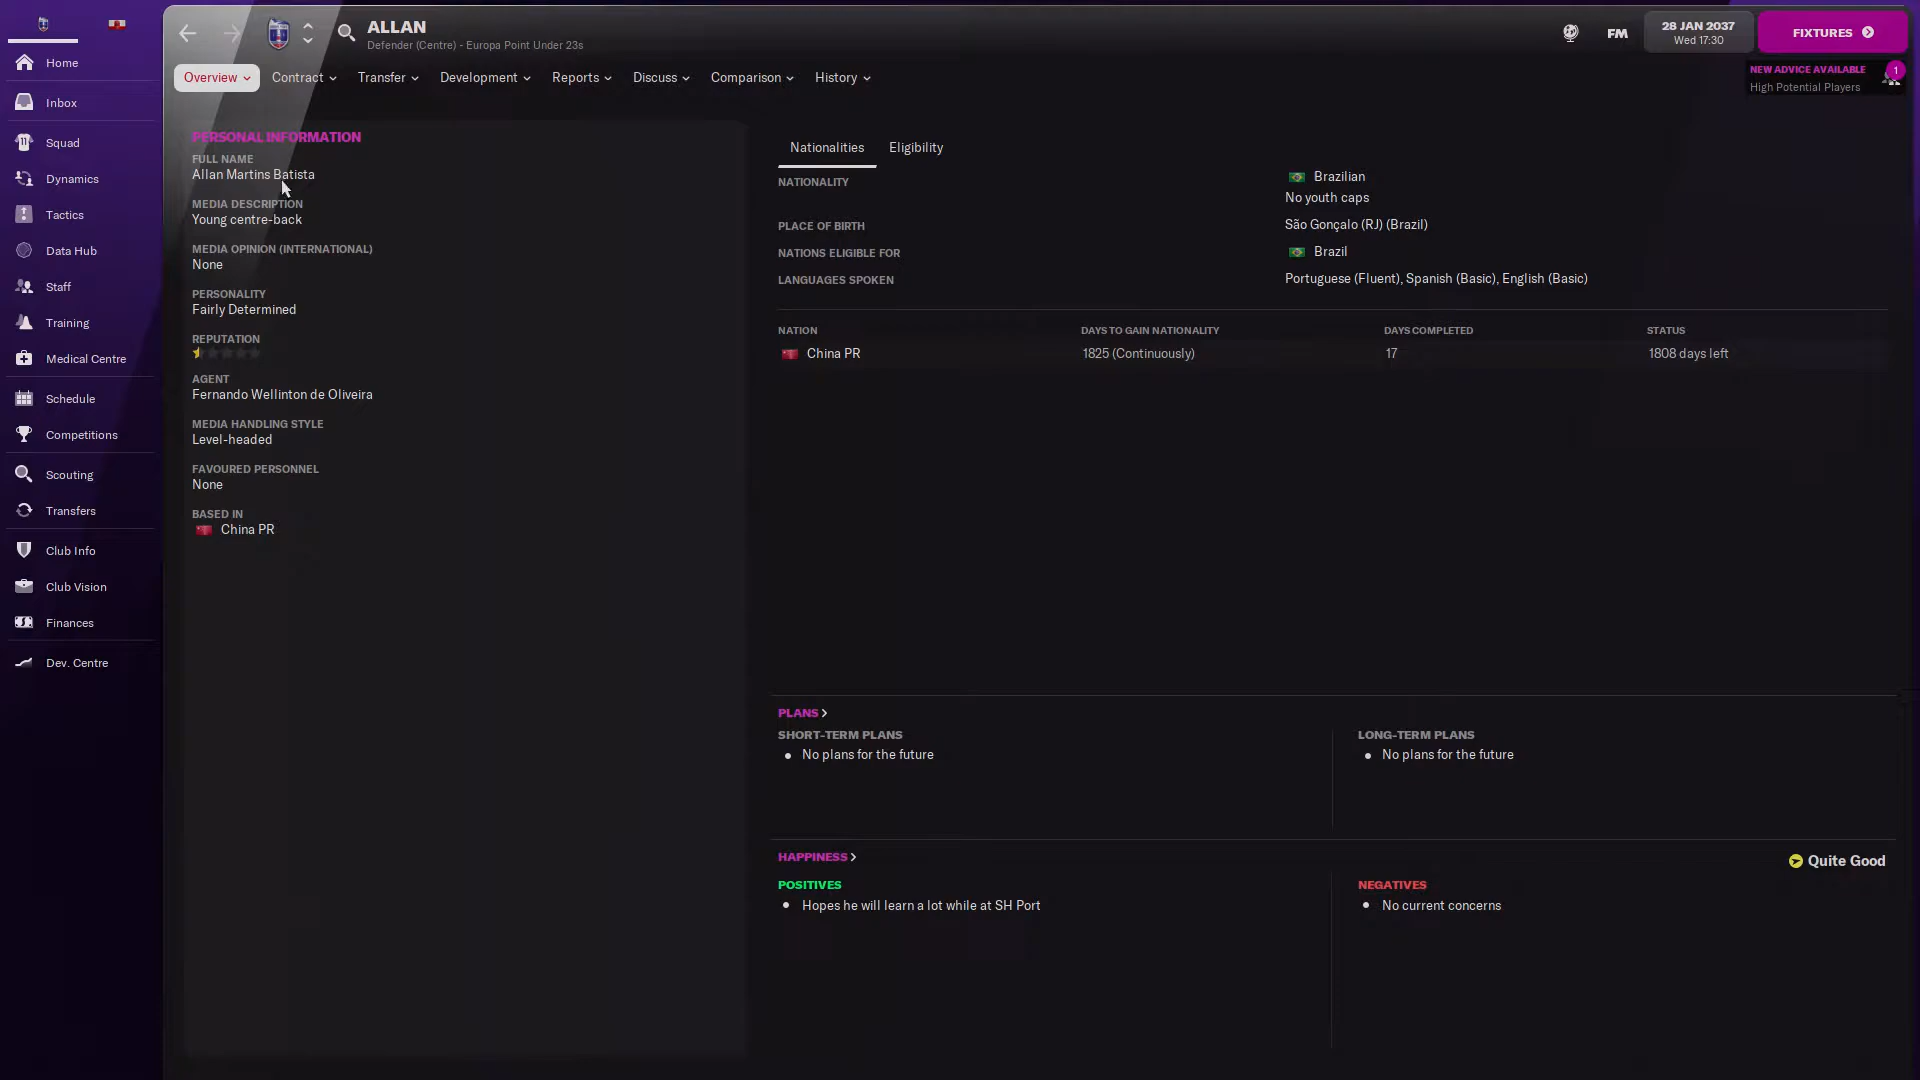 ALLAN
Defender (Centre) - Europa Point Under 23s
FM
28 JAN 2037
Wed 17:30
FIXTURES
NEW ADVICE AVAILABLE
High Potential Players
1
Home
Inbox
Squad
Dynamics
Tactics
Data Hub
Staff
Training
Medical Centre
Schedule
Competitions
Scouting
Transfers
Club Info
Club Vision
Finances
Dev. Centre
Overview
Contract
Transfer
Development
Reports
Discuss
Comparison
History
PERSONAL INFORMATION
FULL NAME
Allan Martins Batista
MEDIA DESCRIPTION
Young centre-back
MEDIA OPINION (INTERNATIONAL)
None
PERSONALITY
Fairly Determined
REPUTATION
AGENT
Fernando Wellinton de Oliveira
MEDIA HANDLING STYLE
Level-headed
FAVOURED PERSONNEL
None
BASED IN
China PR
Nationalities Eligibility
NATIONALITY
Brazilian
No youth caps
PLACE OF BIRTH
São Gonçalo (RJ) (Brazil)
NATIONS ELIGIBLE FOR
Brazil
LANGUAGES SPOKEN
Portuguese (Fluent), Spanish (Basic), English (Basic)
NATION DAYS TO GAIN NATIONALITY DAYS COMPLETED STATUS
China PR 1825 (Continuously) 17 1808 days left
PLANS
SHORT-TERM PLANS
• No plans for the future
LONG-TERM PLANS
• No plans for the future
HAPPINESS
Quite Good
POSITIVES
• Hopes he will learn a lot while at SH Port
NEGATIVES
• No current concerns